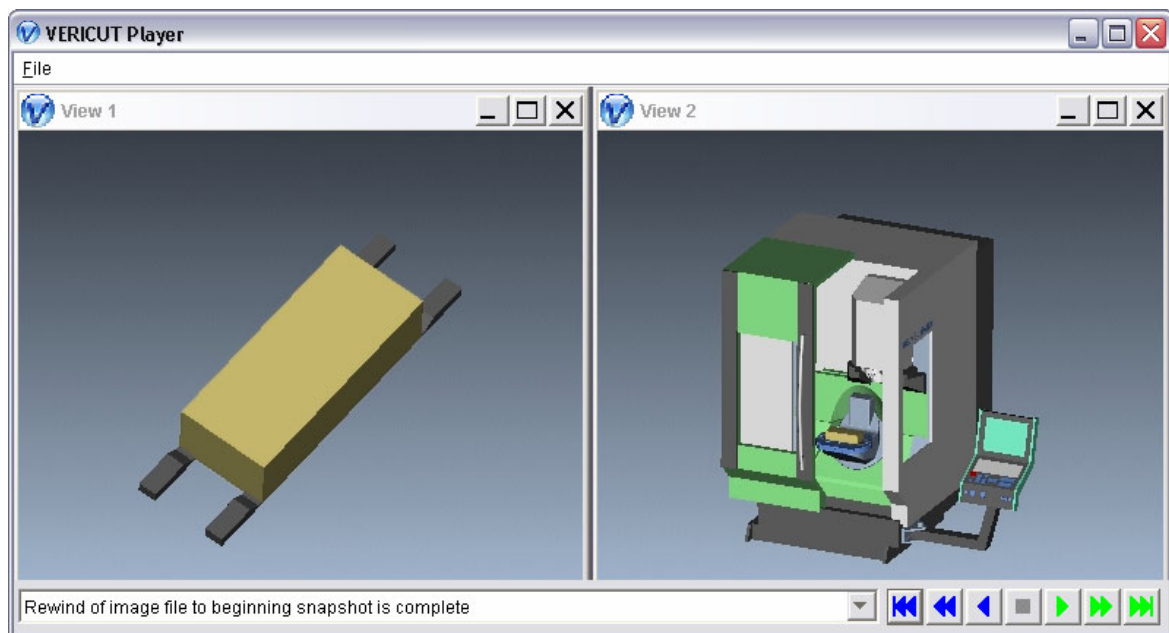 VERICUT Player
File
View 1
View 2
Rewind of image file to beginning snapshot is complete